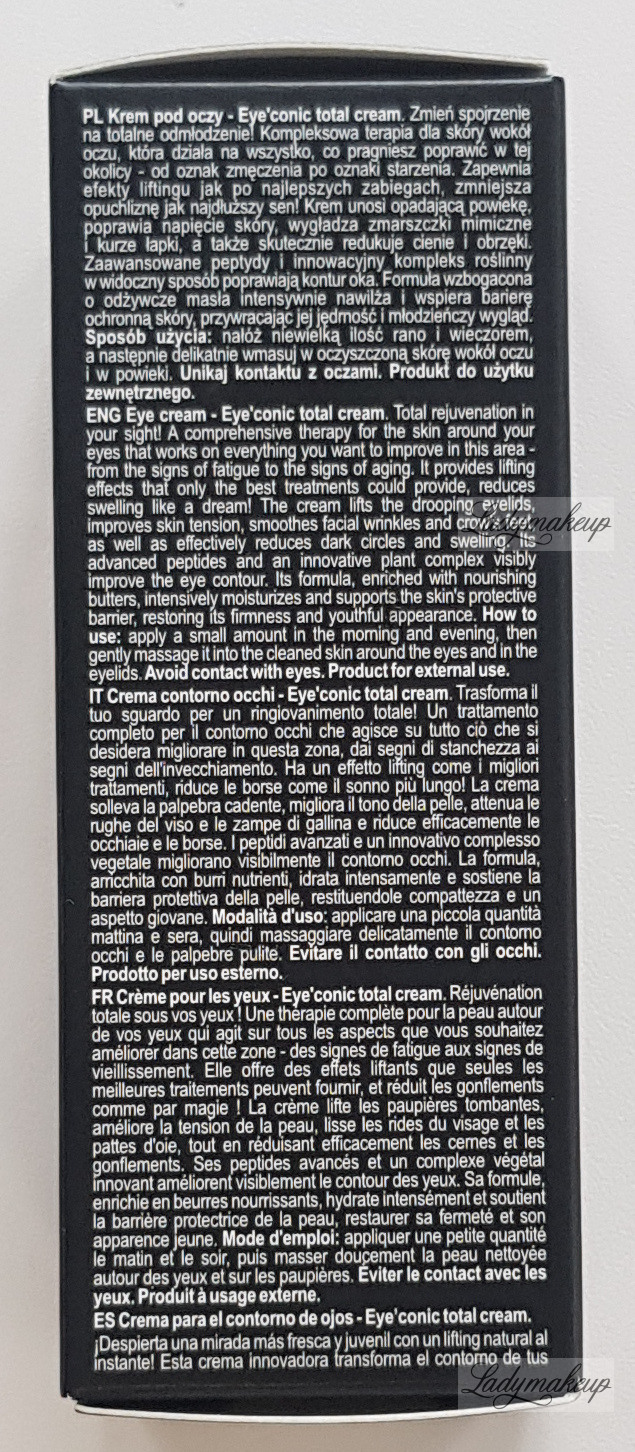 PL Krem pod oczy - Eye'conic total cream. Zmień spojrzenie
na totalne odmłodzenie! Kompleksowa terapia dla skóry wokół
oczu, która działa na wszystko, co pragniesz poprawić w tej
okolicy - od oznak zmęczenia po oznaki starzenia. Zapewnia
efekty liftingu jak po najlepszych zabiegach, zmniejsza
opuchliznę jak najdłuższy sen! Krem unosi opadającą powiekę,
poprawia napięcie skóry, wygładza zmarszczki mimiczne
i kurze łapki, a także skutecznie redukuje cienie i obrzęki.
Zaawansowane peptydy i innowacyjny kompleks roślinny
w widoczny sposób poprawiają kontur oka. Formuła wzbogacona
o odżywcze masła intensywnie nawilża i wspiera barierę
ochronną skóry, przywracając jej jędrność i młodzieńczy wygląd.
Sposób użycia: nałóż niewielką ilość rano i wieczorem,
a następnie delikatnie wmasuj w oczyszczoną skórę wokół oczu
i w powieki. Unikaj kontaktu z oczami. Produkt do użytku
zewnętrznego.
ENG Eye cream - Eye'conic total cream. Total rejuvenation in
your sight! A comprehensive therapy for the skin around your
eyes that works on everything you want to improve in this area -
from the signs of fatigue to the signs of aging. It provides lifting
effects that only the best treatments could provide, reduces
swelling like a dream! The cream lifts the drooping eyelids,
improves skin tension, smoothes facial wrinkles and crow's feet
as well as effectively reduces dark circles and swelling. Its
advanced peptides and an innovative plant complex visibly
improve the eye contour. Its formula, enriched with nourishing
butters, intensively moisturizes and supports the skin's protective
barrier, restoring its firmness and youthful appearance. How to
use: apply a small amount in the morning and evening, then
gently massage it into the cleaned skin around the eyes and in the
eyelids. Avoid contact with eyes. Product for external use.
IT Crema contorno occhi - Eye'conic total cream. Trasforma il
tuo sguardo per un ringiovanimento totale! Un trattamento
completo per il contorno occhi che agisce su tutto ciò che si
desidera migliorare in questa zona, dai segni di stanchezza ai
segni dell'invecchiamento. Ha un effetto lifting come i migliori
trattamenti, riduce le borse come il sonno più lungo! La crema
solleva la palpebra cadente, migliora il tono della pelle, attenua le
rughe del viso e le zampe di gallina e riduce efficacemente le
occhiaie e le borse. I peptidi avanzati e un innovativo complesso
vegetale migliorano visibilmente il contorno occhi. La formula,
arricchita con burri nutrienti, idrata intensamente e sostiene la
barriera protettiva della pelle, restituendole compattezza e un
aspetto giovane. Modalità d'uso: applicare una piccola quantità
mattina e sera, quindi massaggiare delicatamente il contorno
occhi e le palpebre pulite. Evitare il contatto con gli occhi.
Prodotto per uso esterno.
FR Crème pour les yeux - Eye'conic total cream. Réjuvénation
totale sous vos yeux ! Une thérapie complète pour la peau autour
de vos yeux qui agit sur tous les aspects que vous souhaitez
améliorer dans cette zone - des signes de fatigue aux signes de
vieillissement. Elle offre des effets liftants que seules les
meilleures traitements peuvent fournir, et réduit les gonflements
comme par magie ! La crème lifte les paupières tombantes,
améliore la tension de la peau, lisse les rides du visage et les
pattes d'oie, tout en réduisant efficacement les cernes et les
gonflements. Ses peptides avancés et un complexe végétal
innovant améliorent visiblement le contour des yeux. Sa formule,
enrichie en beurres nourrissants, hydrate intensément et soutient
la barrière protectrice de la peau, restaurer sa fermeté et son
apparence jeune. Mode d'emploi: appliquer une petite quantité
le matin et le soir, puis masser doucement la peau nettoyée
autour des yeux et sur les paupières. Éviter le contact avec les
yeux. Produit à usage externe.
ES Crema para el contorno de ojos - Eye'conic total cream.
¡Despierta una mirada más fresca y juvenil con un lifting natural al
instante! Esta crema innovadora transforma el contorno de tus
Ladymakeup
Ladymakeup